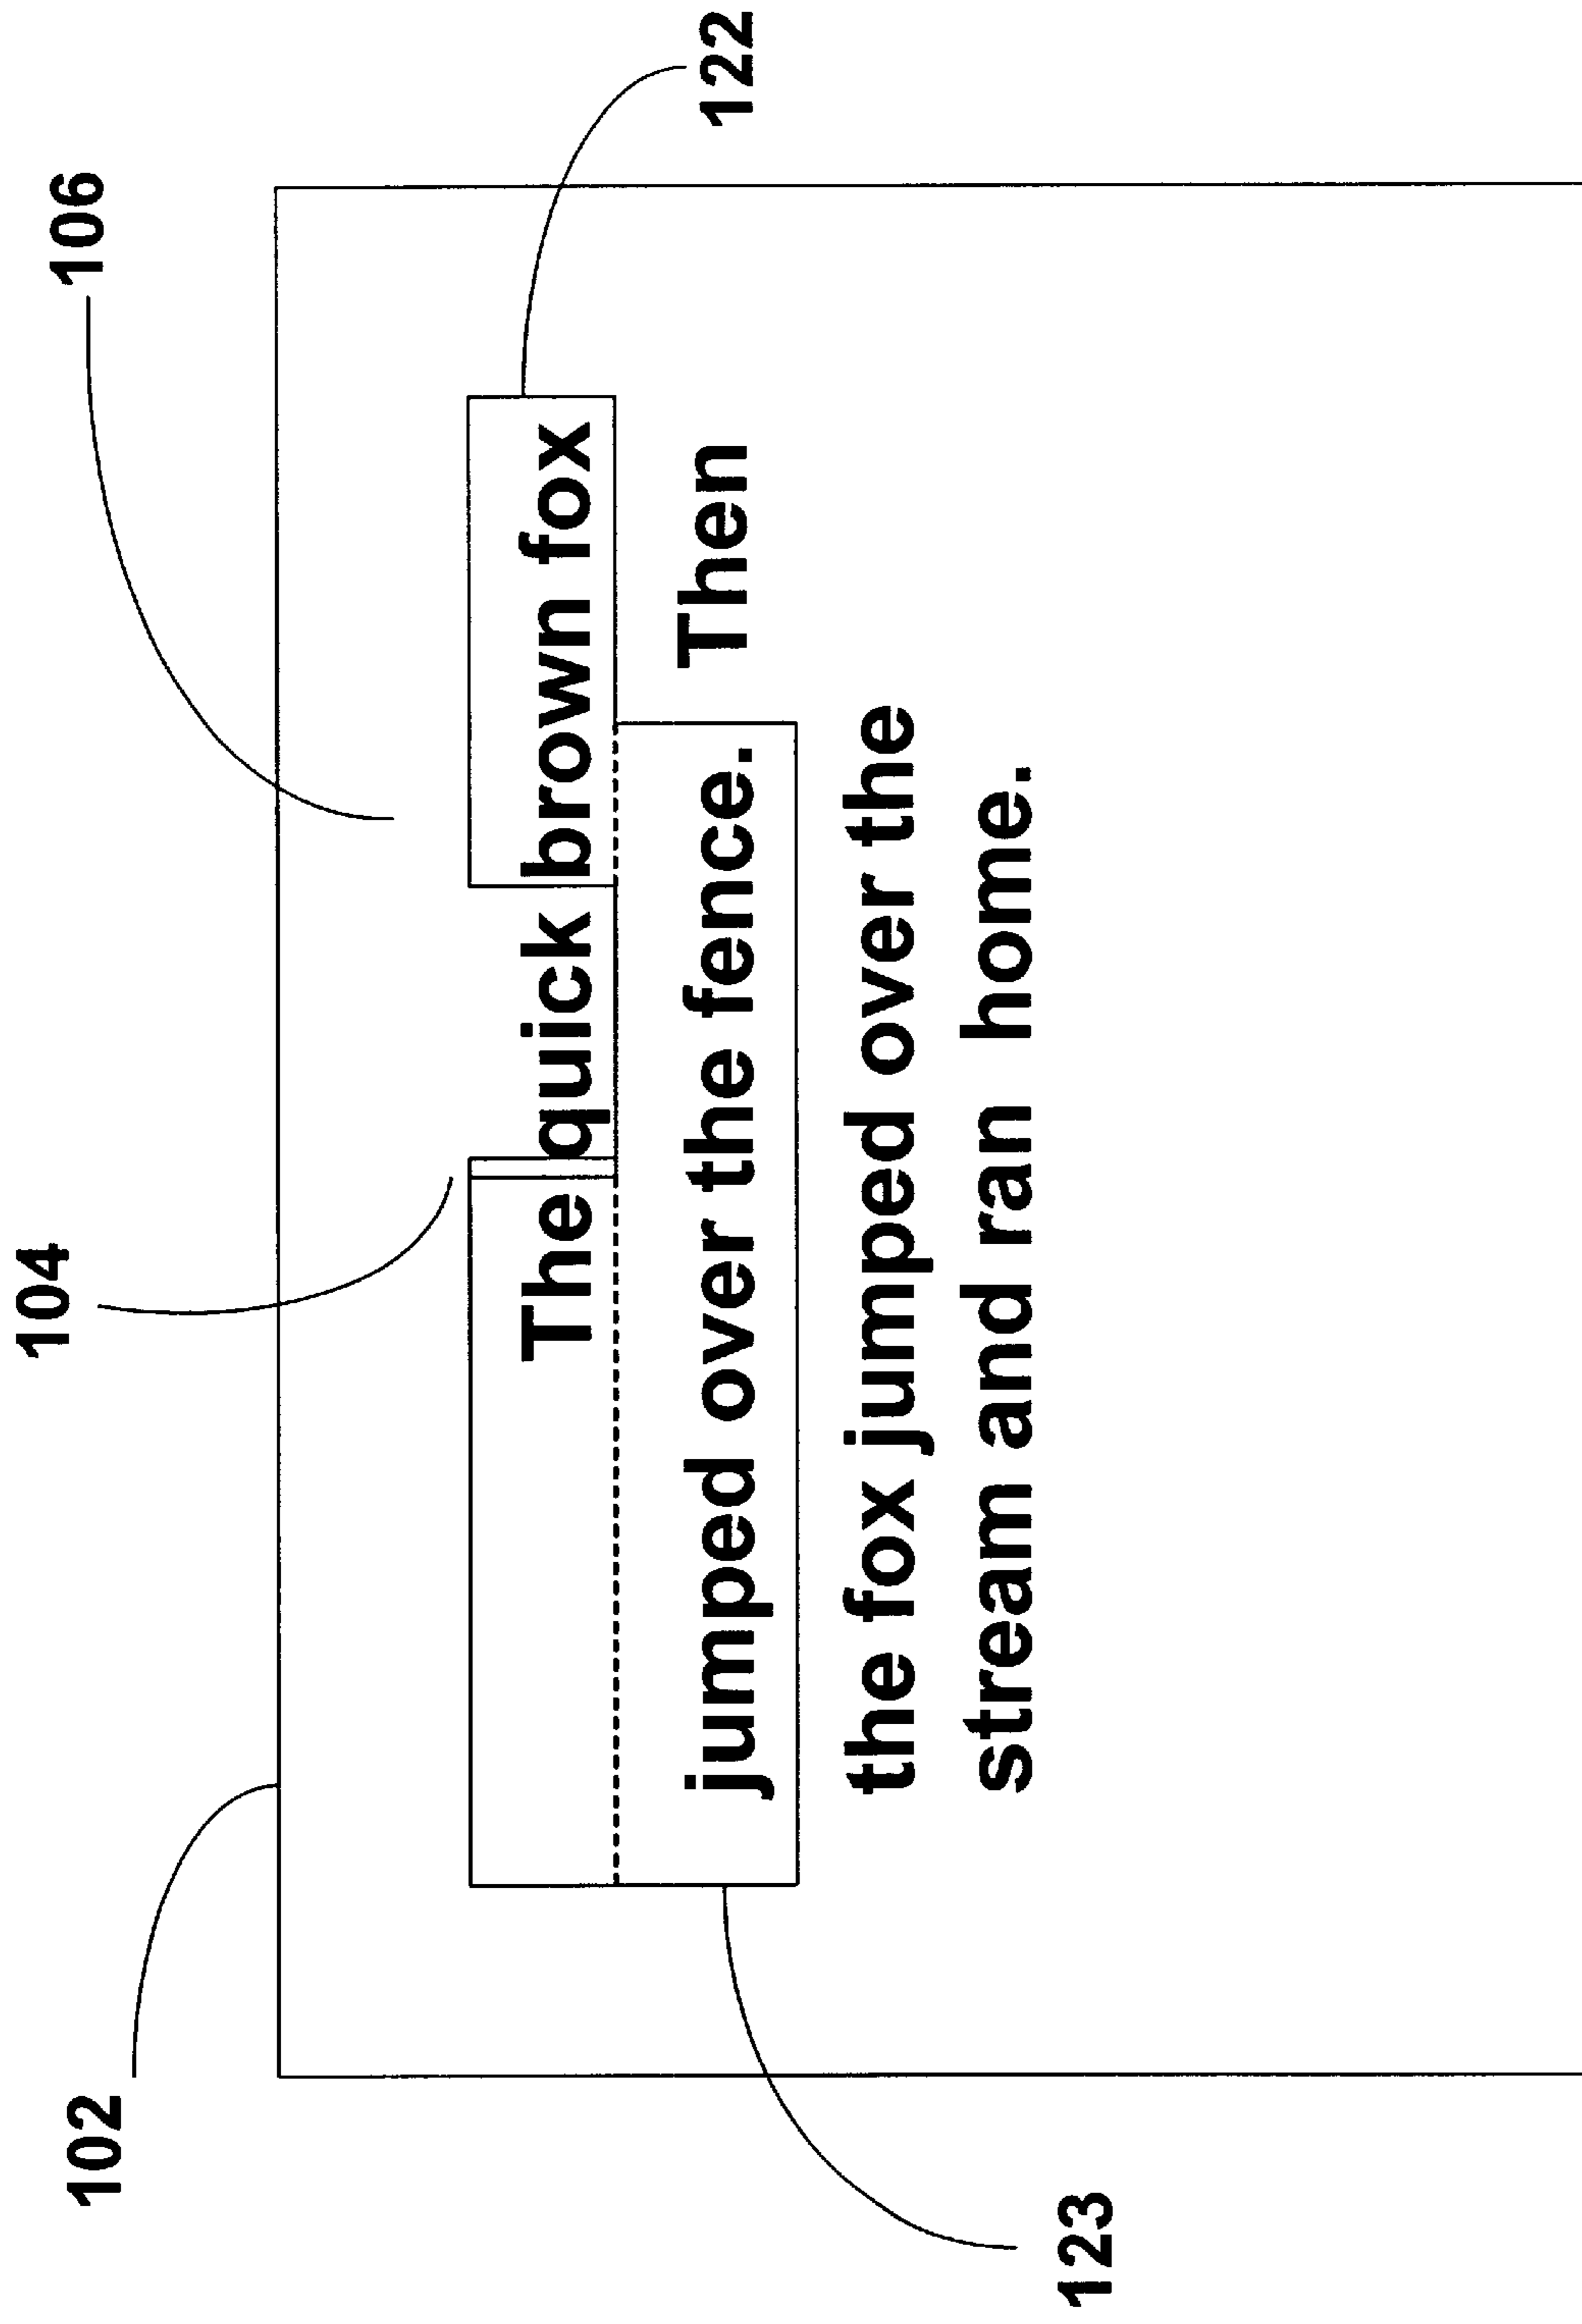 104
106
102
122
The quick brown fox
jumped over the fence. Then
the fox jumped over the
stream and ran home.
123